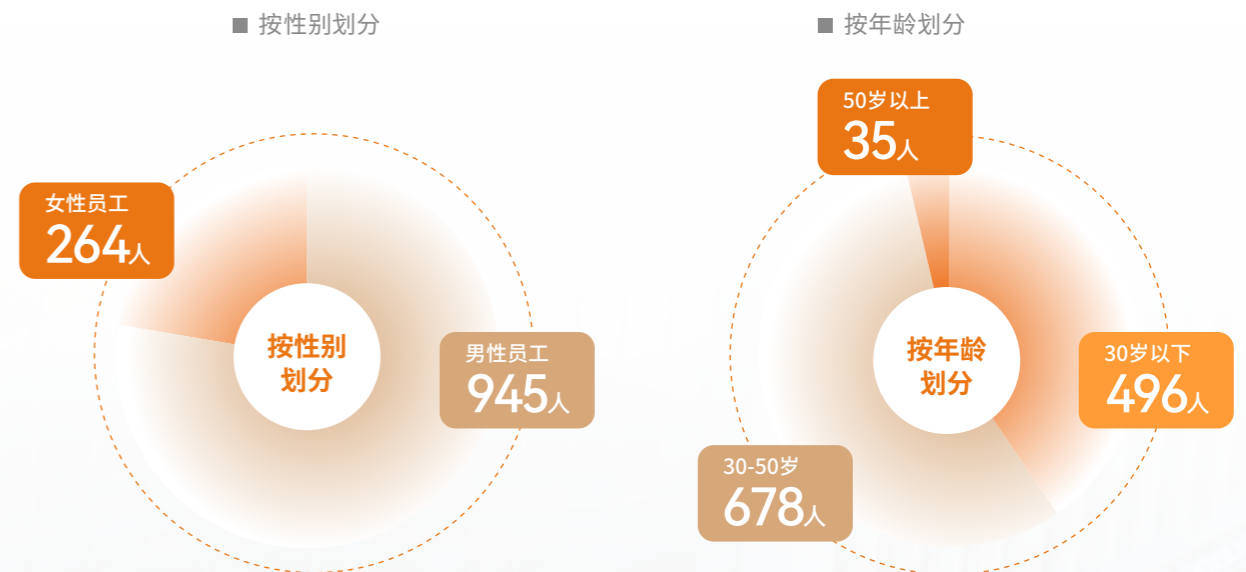 按性别划分
女性员工
264人
男性员工
945人
按性别
划分
按年龄划分
50岁以上
35人
30岁以下
496人
30-50岁
678人
按年龄
划分